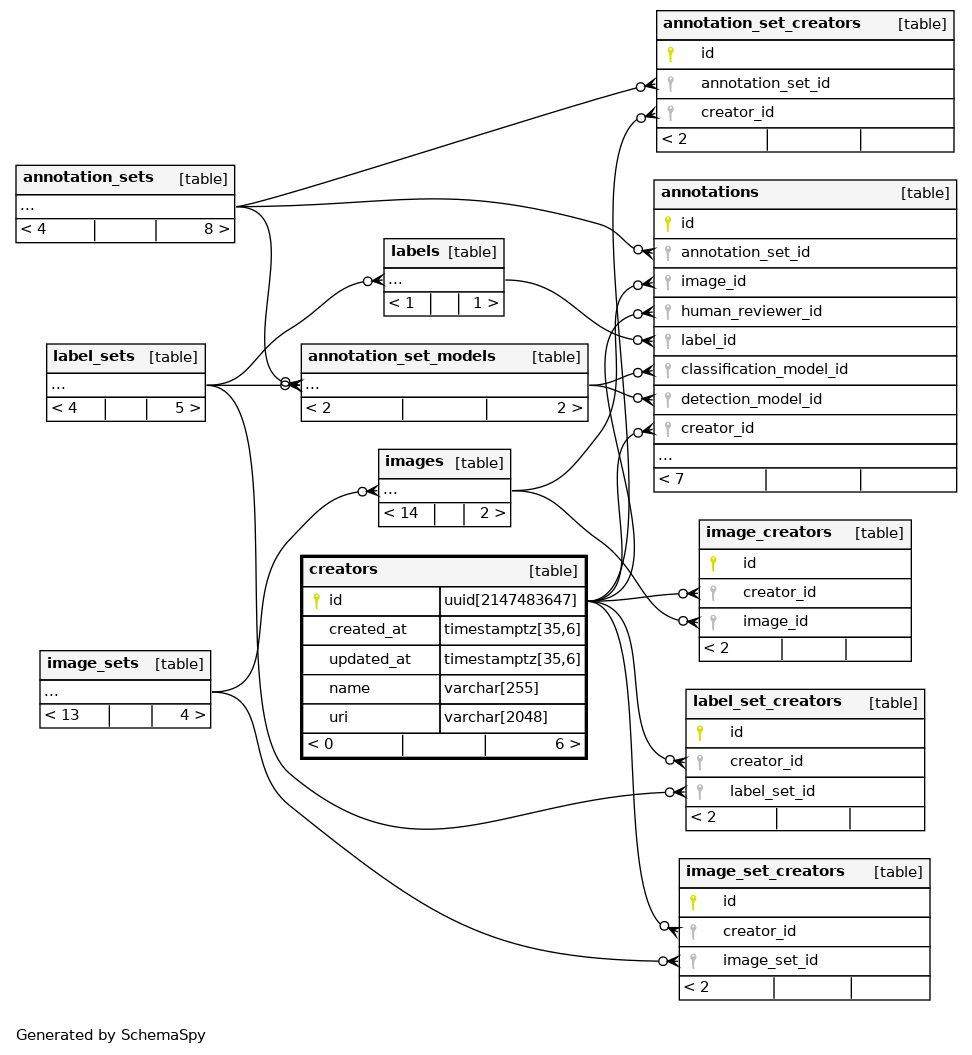 annotation_set_creators [table]
id
annotation_set_id
creator_id
< 2
annotation_sets [table]
...
< 4 8 >
annotations [table]
id
annotation_set_id
image_id
human_reviewer_id
label_id
classification_model_id
detection_model_id
creator_id
...
< 7
labels [table]
...
< 1 1 >
label_sets [table]
...
< 4 5 >
annotation_set_models [table]
...
< 2 2 >
images [table]
...
< 14 2 >
image_creators [table]
id
creator_id
image_id
< 2
creators [table]
id uuid[2147483647]
created_at timestamptz[35,6]
updated_at timestamptz[35,6]
name varchar[255]
uri varchar[2048]
< 0 6 >
image_sets [table]
...
< 13 4 >
label_set_creators [table]
id
creator_id
label_set_id
< 2
image_set_creators [table]
id
creator_id
image_set_id
< 2
Generated by SchemaSpy